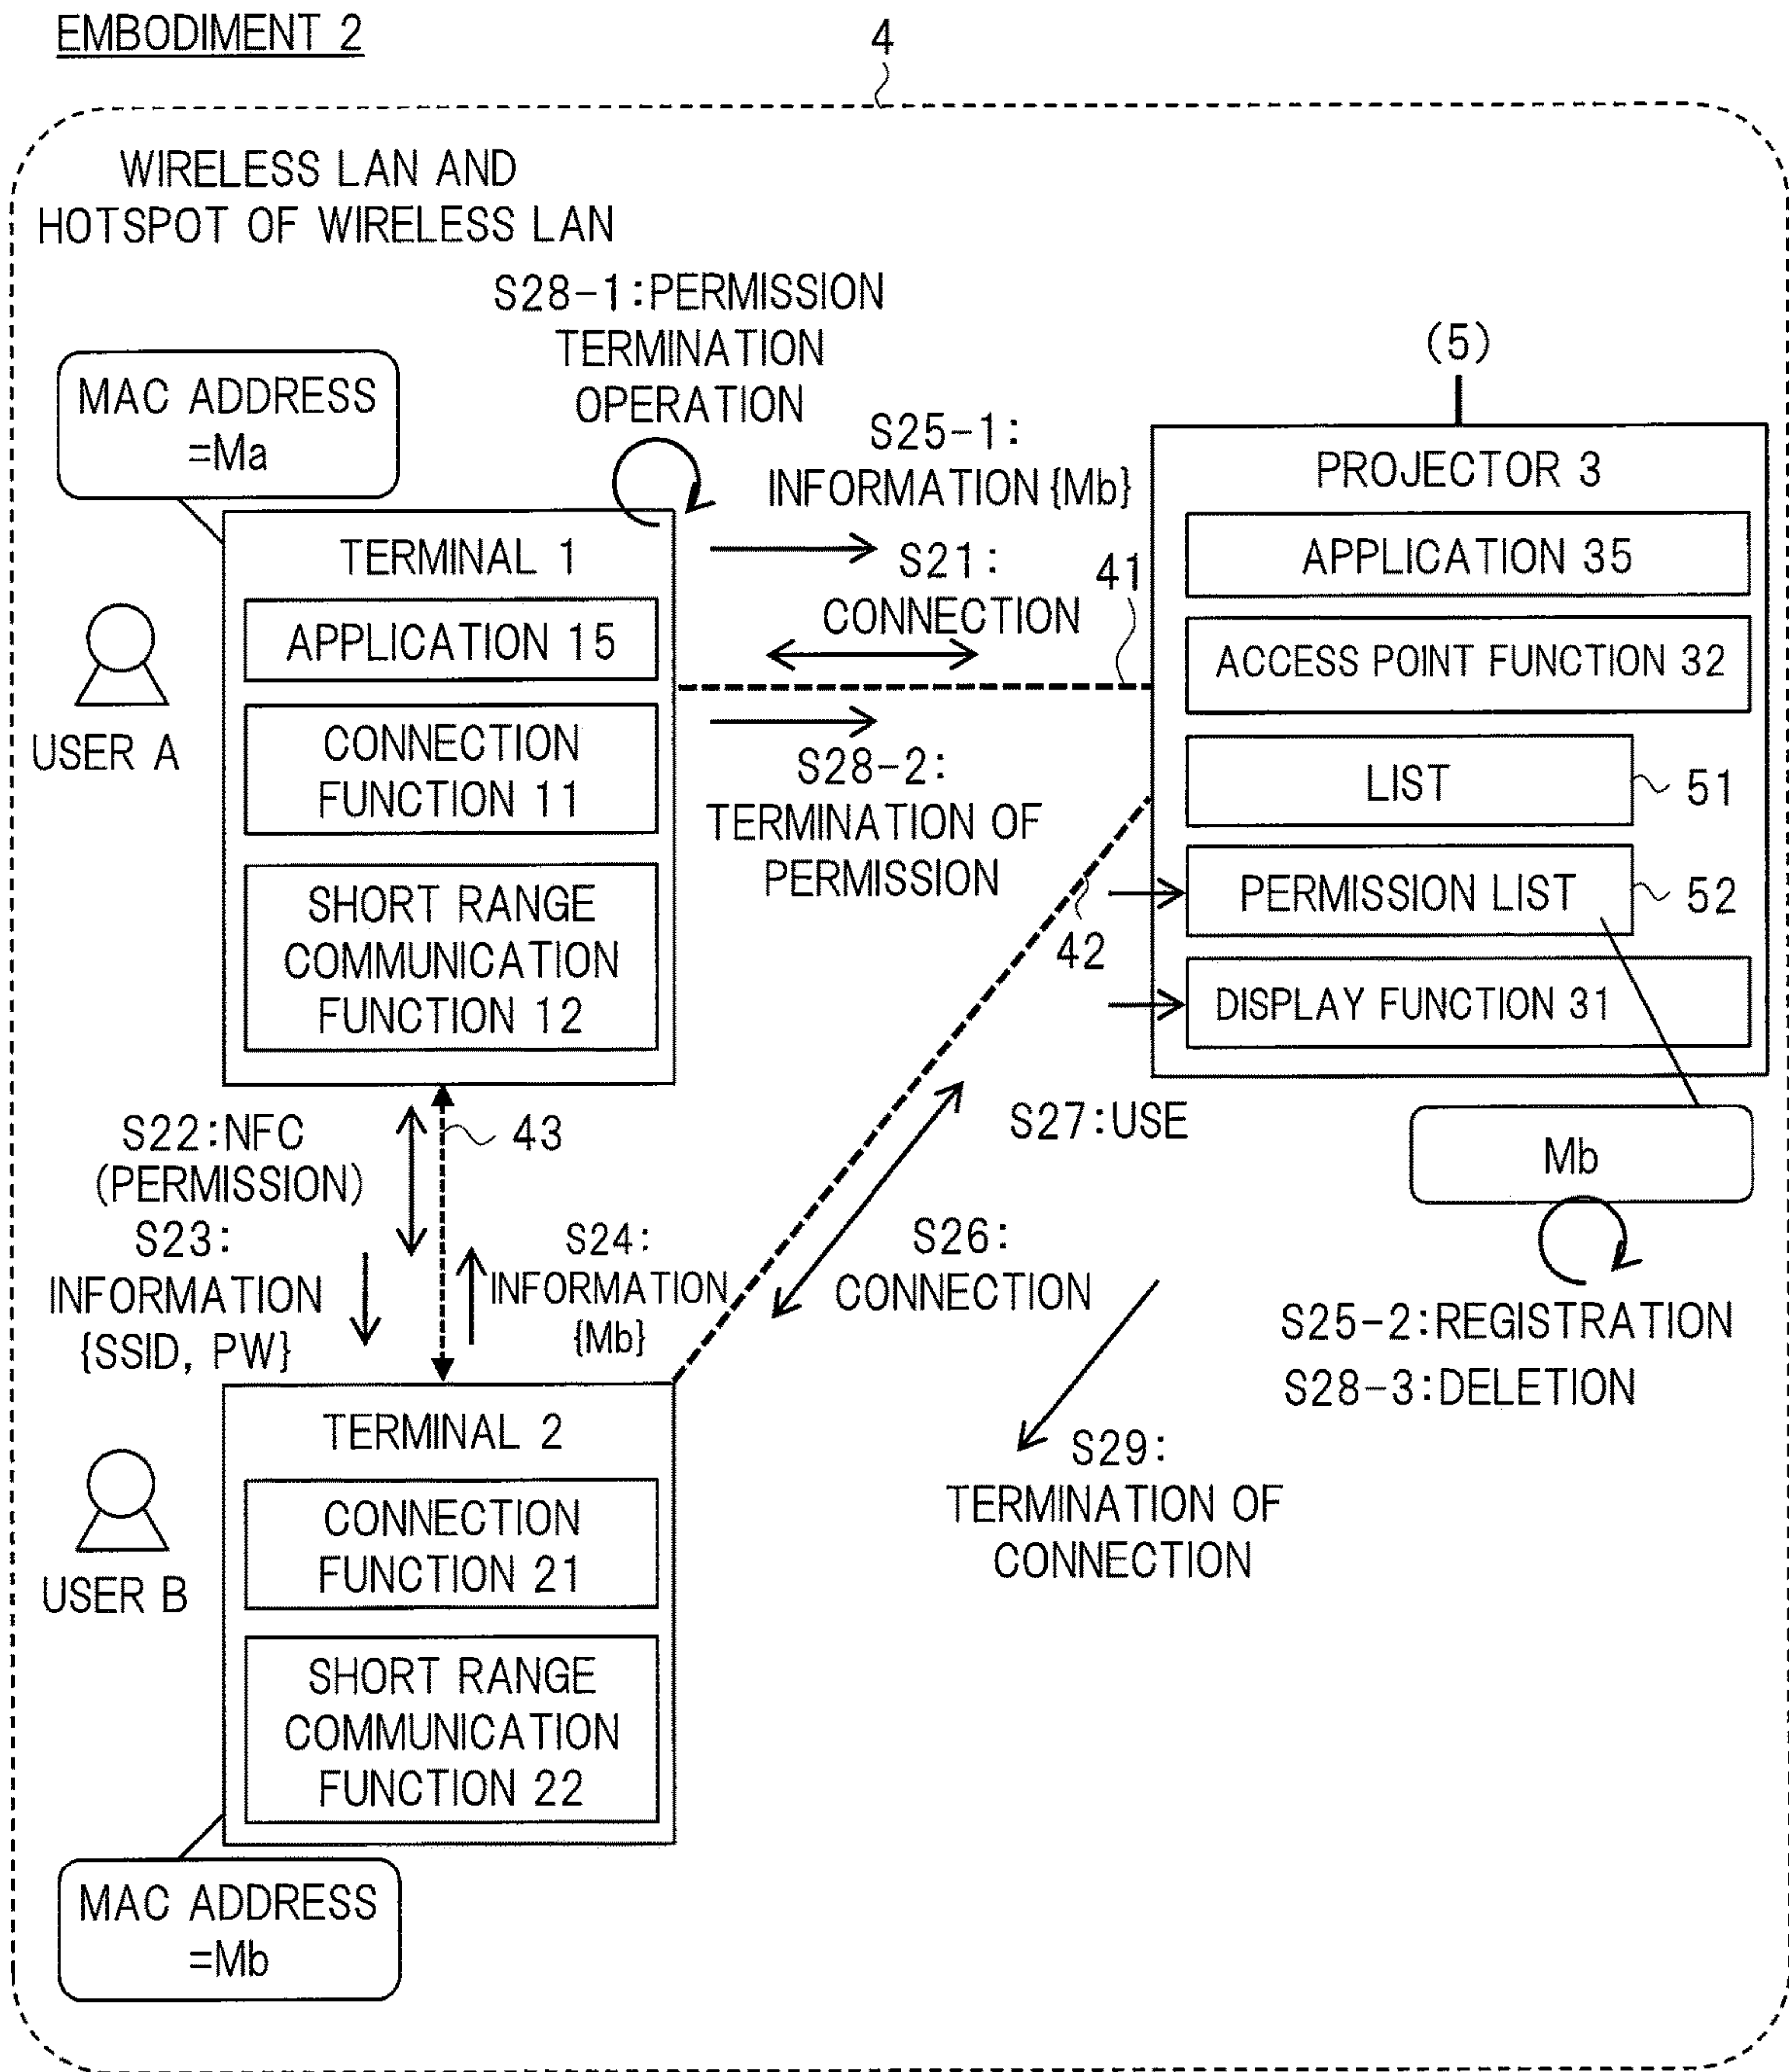 EMBODIMENT 2
4
WIRELESS LAN AND
HOTSPOT OF WIRELESS LAN
S28-1:PERMISSION
TERMINATION
OPERATION
MAC ADDRESS
=Ma
S25-1:
INFORMATION {Mb}
S21:
CONNECTION
41
(5)
PROJECTOR 3
APPLICATION 35
ACCESS POINT FUNCTION 32
LIST
51
PERMISSION LIST
52
DISPLAY FUNCTION 31
TERMINAL 1
APPLICATION 15
CONNECTION
FUNCTION 11
SHORT RANGE
COMMUNICATION
FUNCTION 12
USER A
S28-2:
TERMINATION OF
PERMISSION
42
S22:NFC
(PERMISSION)
43
S23:
INFORMATION
{SSID, PW}
S24:
INFORMATION
{Mb}
S27:USE
S26:
CONNECTION
Mb
S25-2:REGISTRATION
S28-3:DELETION
S29:
TERMINATION OF
CONNECTION
TERMINAL 2
CONNECTION
FUNCTION 21
SHORT RANGE
COMMUNICATION
FUNCTION 22
USER B
MAC ADDRESS
=Mb